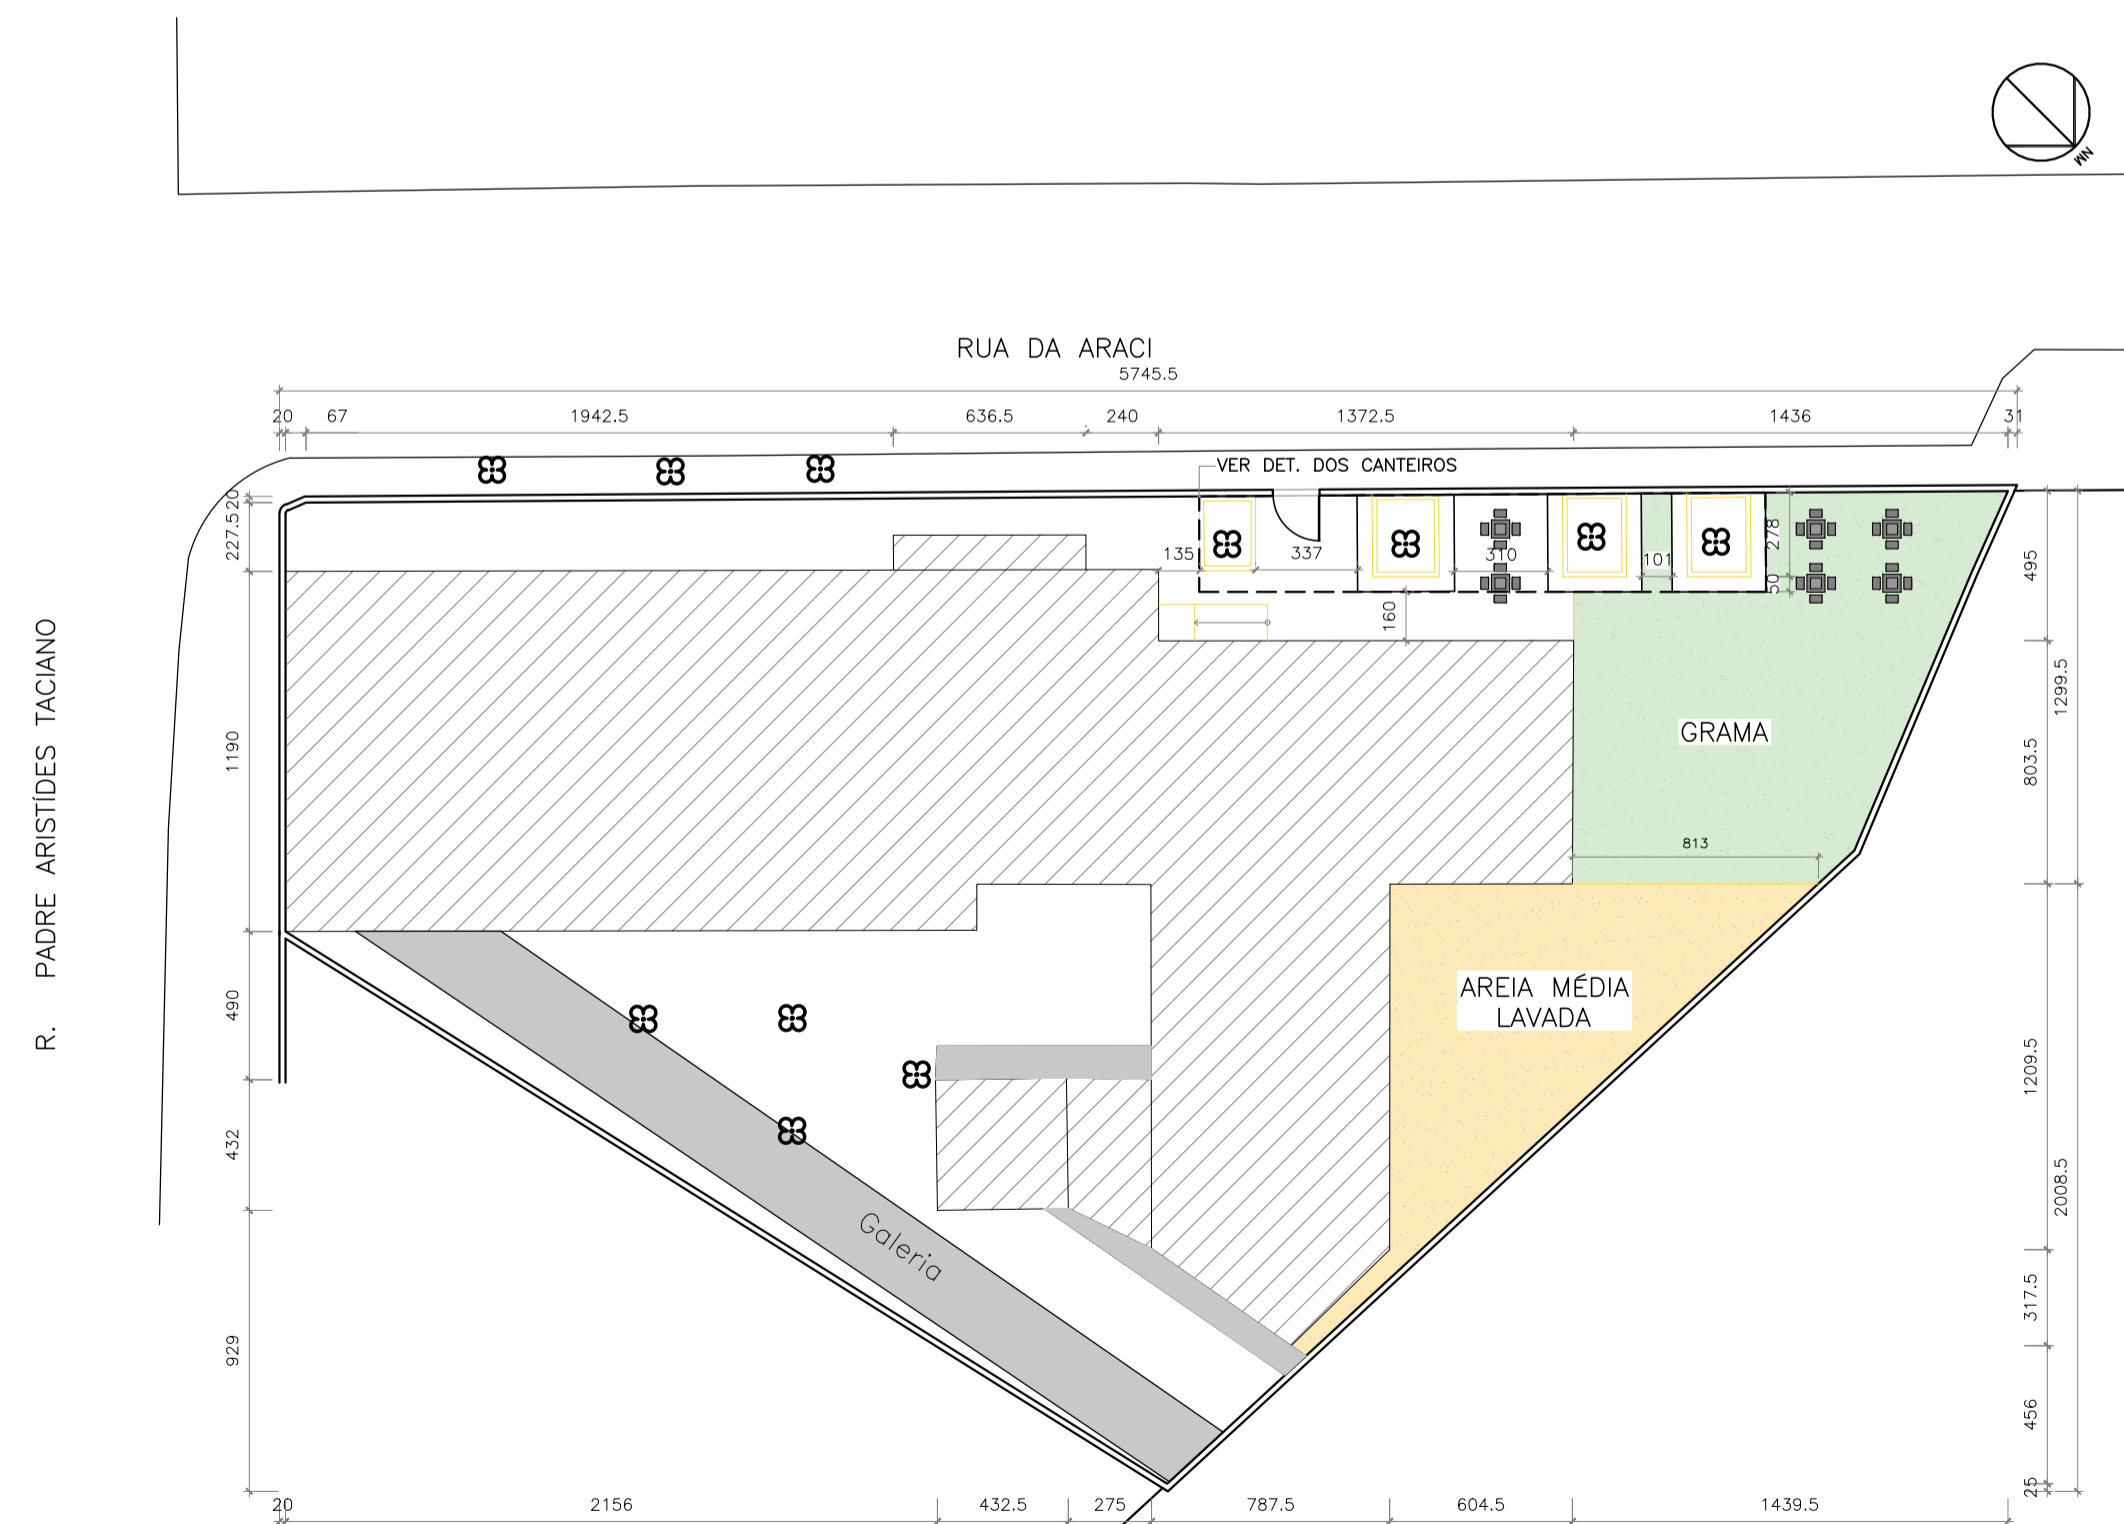 NM
RUA DA ARACI
5745.5
20 67 1942.5 636.5 240 1372.5 1436 31
VER DET. DOS CANTEIROS
20
227.5
1190
490
432
929
R. PADRE ARISTÍDES TACIANO
135 337 310 101 278
50
160
GRAMA
813
AREIA MÉDIA
LAVADA
Galeria
495
1299.5
803.5
1209.5
2008.5
317.5
456
25
20 2156 432.5 275 787.5 604.5 1439.5